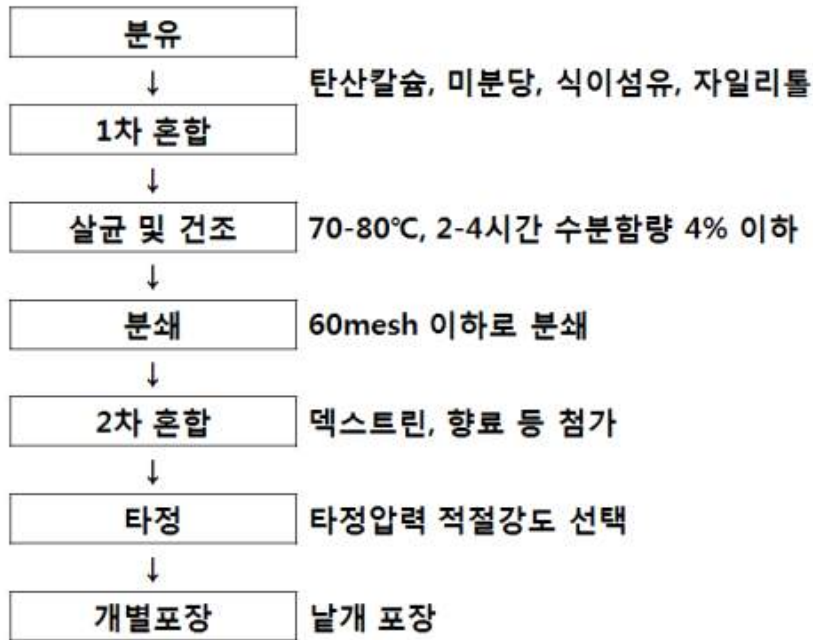 분유
↓
탄산칼슘, 미분당, 식이섬유, 자일리톨
1차 혼합
↓
살균 및 건조 70-80℃, 2-4시간 수분함량 4% 이하
↓
분쇄 60mesh 이하로 분쇄
↓
2차 혼합 덱스트린, 향료 등 첨가
↓
타정 타정압력 적절강도 선택
↓
개별포장 낱개 포장